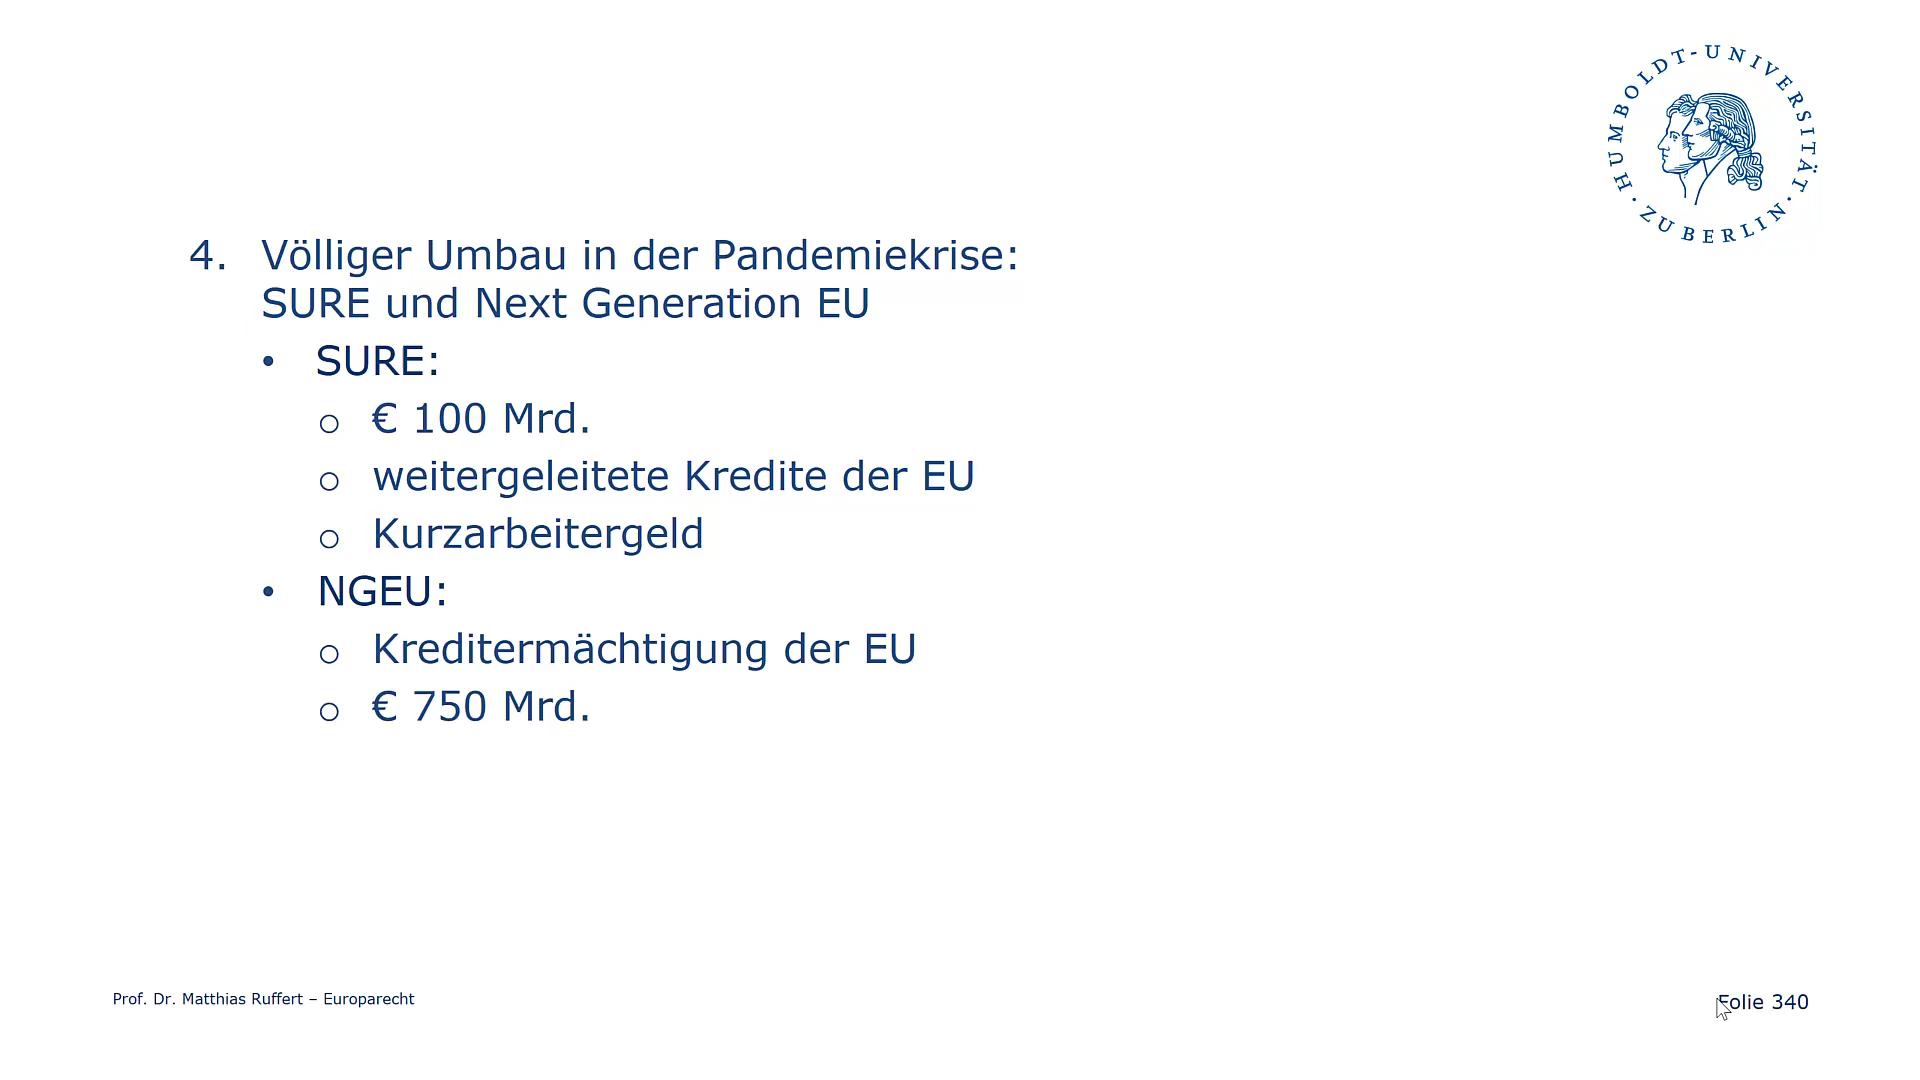 HUMBOLDT-UNIVERSITÄT · ZU BERLIN ·
4. Völliger Umbau in der Pandemiekrise:
SURE und Next Generation EU
• SURE:
o € 100 Mrd.
o weitergeleitete Kredite der EU
o Kurzarbeitergeld
• NGEU:
o Kreditermächtigung der EU
o € 750 Mrd.
Prof. Dr. Matthias Ruffert – Europarecht
Folie 340